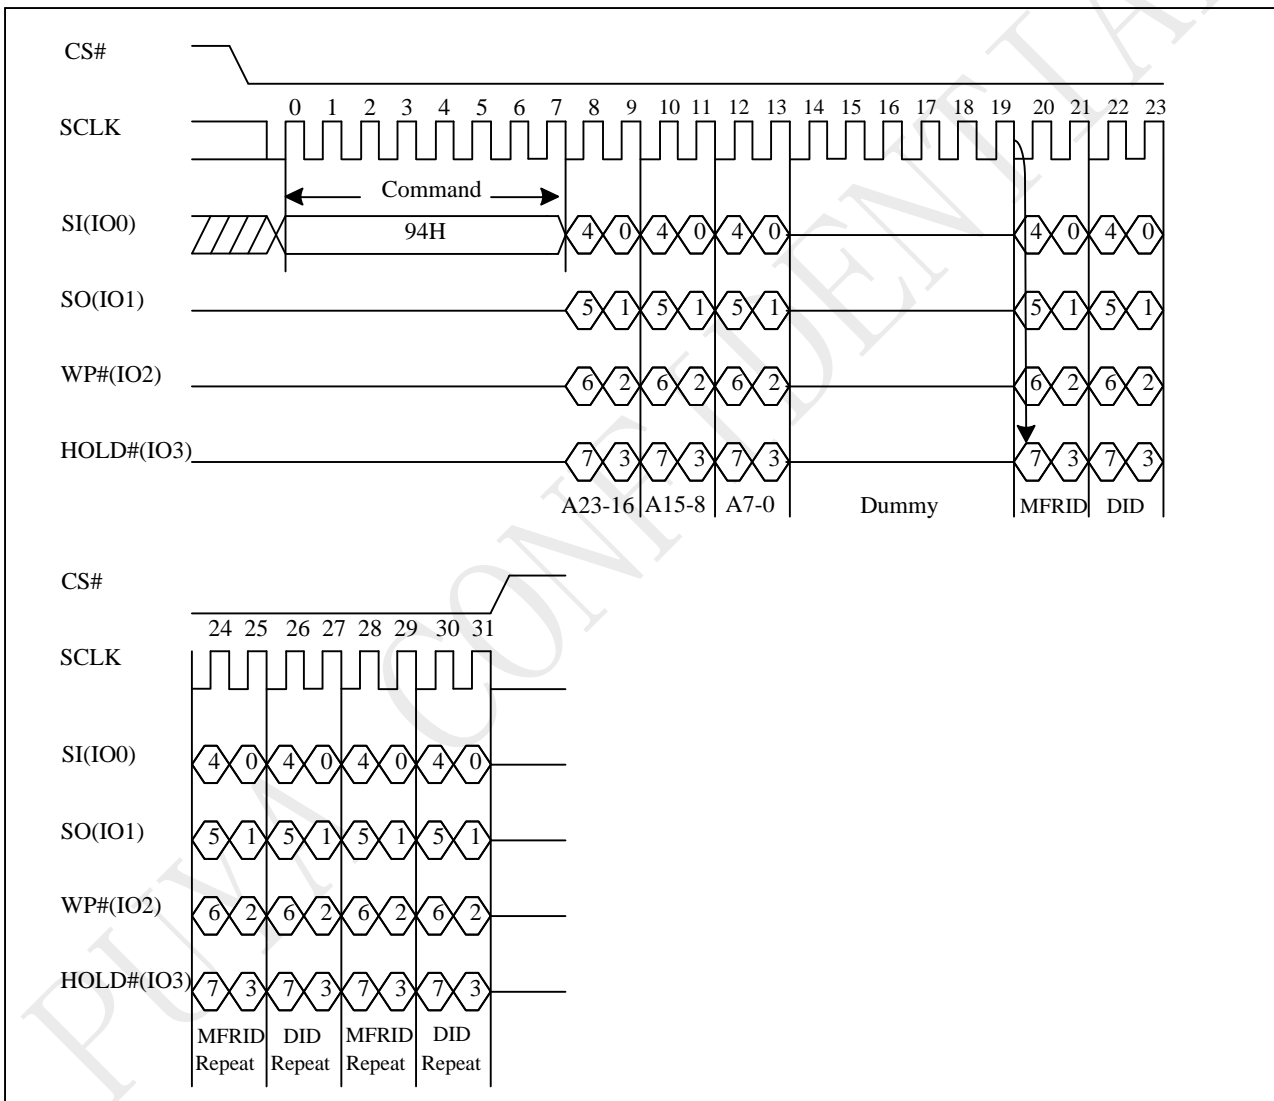 CS#
0 1 2 3 4 5 6 7 8 9 10 11 12 13 14 15 16 17 18 19 20 21 22 23
SCLK
Command
SI(IO0) 94H 4 0 4 0 4 0 4 0 4 0
SO(IO1) 5 1 5 1 5 1 5 1 5 1
WP#(IO2) 6 2 6 2 6 2 6 2 6 2
HOLD#(IO3) 7 3 7 3 7 3 7 3 7 3
A23-16 A15-8 A7-0 Dummy MFRID DID
CS#
24 25 26 27 28 29 30 31
SCLK
SI(IO0) 4 0 4 0 4 0 4 0
SO(IO1) 5 1 5 1 5 1 5 1
WP#(IO2) 6 2 6 2 6 2 6 2
HOLD#(IO3) 7 3 7 3 7 3 7 3
MFRID DID MFRID DID
Repeat Repeat Repeat Repeat
PUYA CONFIDENTIAL